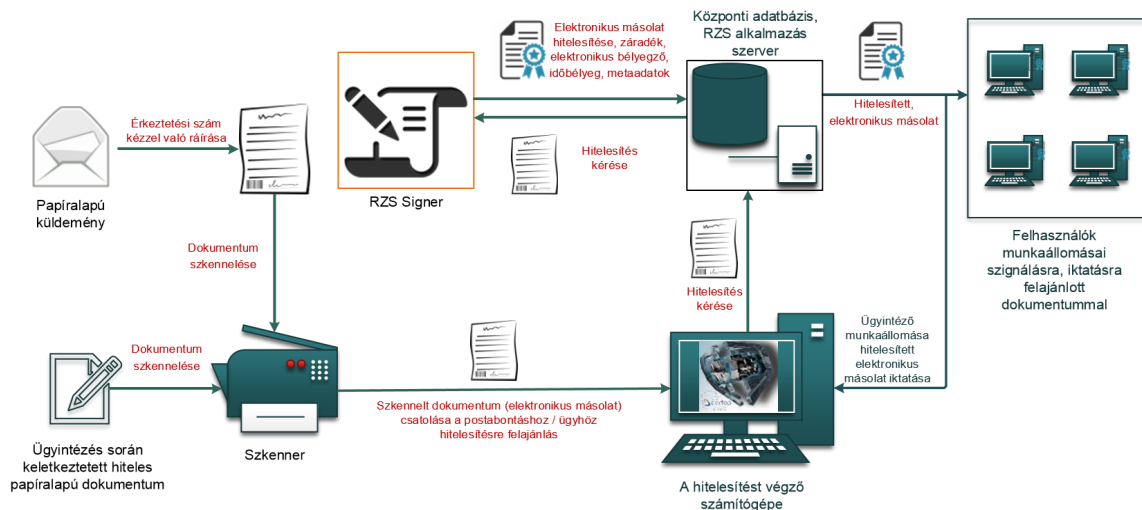 Elektronikus másolat
hitelesítése, záradék,
elektronikus bélyegző,
időbélyeg, metaadatok
Központi adatbázis,
RZS alkalmazás
szerver
Hitelesített,
elektronikus másolat
Érkeztetési szám
kézzel való ráírása
Hitelesítés
kérése
Papíralapú
küldemény
RZS Signer
Dokumentum
szkennelése
Hitelesítés
kérése
Felhasználók
munkaállomásai
szignálásra, iktatásra
felajánlott
dokumentummal
Dokumentum
szkennelése
Ügyintéző
munkaállomása
hitelesített
elektronikus
másolat iktatása
certop
Szkennelt dokumentum (elektronikus másolat)
csatolása a postabontáshoz / ügyhöz
hitelesítésre felajánlás
Ügyintézés során
keletkeztetett hiteles
papíralapú dokumentum
Szkenner
A hitelesítést végző
számítógépe